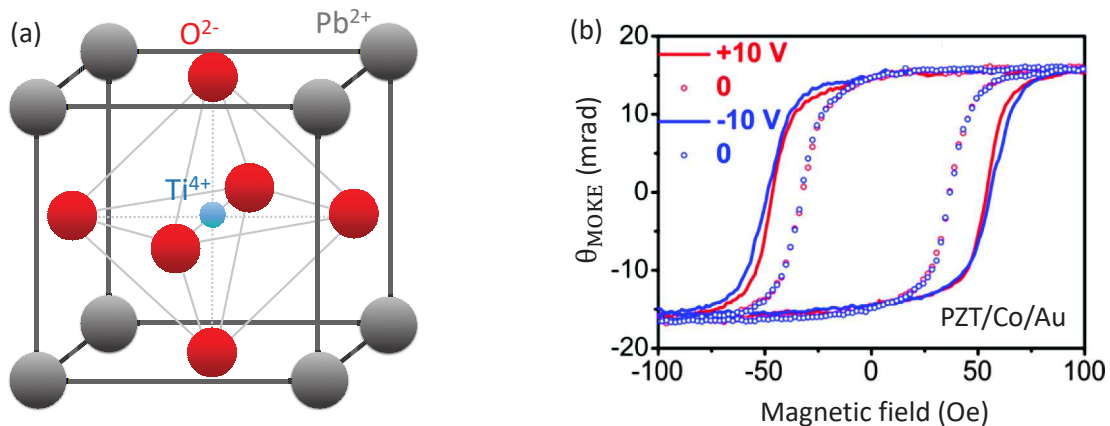 (a)
O²⁻
Pb²⁺
Ti⁴⁺
(b)
20
10
0
-10
-20
θMOKE (mrad)
+10 V
0
-10 V
0
PZT/Co/Au
-100
-50
0
50
100
Magnetic field (Oe)